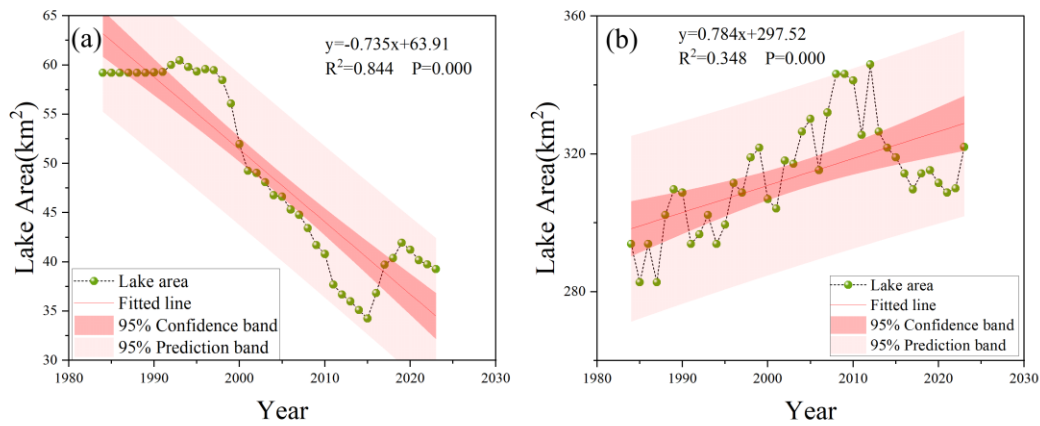 (a)
y=-0.735x+63.91
R²=0.844 P=0.000
Lake Area(km²)
65
60
55
50
45
40
35
30
Lake area
Fitted line
95% Confidence band
95% Prediction band
1980 1990 2000 2010 2020 2030
Year
(b)
y=0.784x+297.52
R²=0.348 P=0.000
Lake Area(km²)
360
320
280
Lake area
Fitted line
95% Confidence band
95% Prediction band
1980 1990 2000 2010 2020 2030
Year